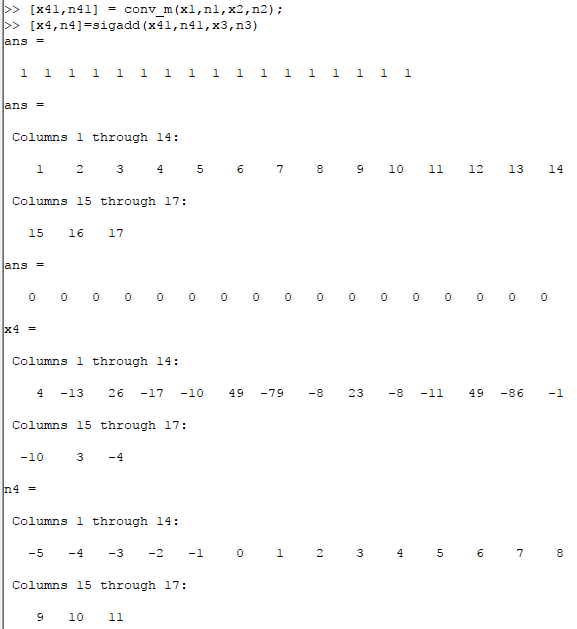 >> [x41,n41] = conv_m(x1,n1,x2,n2);
>> [x4,n4]=sigadd(x41,n41,x3,n3)
ans =
1 1 1 1 1 1 1 1 1 1 1 1 1 1 1 1 1
ans =
Columns 1 through 14:
1 2 3 4 5 6 7 8 9 10 11 12 13 14
Columns 15 through 17:
15 16 17
ans =
0 0 0 0 0 0 0 0 0 0 0 0 0 0 0 0 0
x4 =
Columns 1 through 14:
4 -13 26 -17 -10 49 -79 -8 23 -8 -11 49 -86 -1
Columns 15 through 17:
-10 3 -4
n4 =
Columns 1 through 14:
-5 -4 -3 -2 -1 0 1 2 3 4 5 6 7 8
Columns 15 through 17:
9 10 11